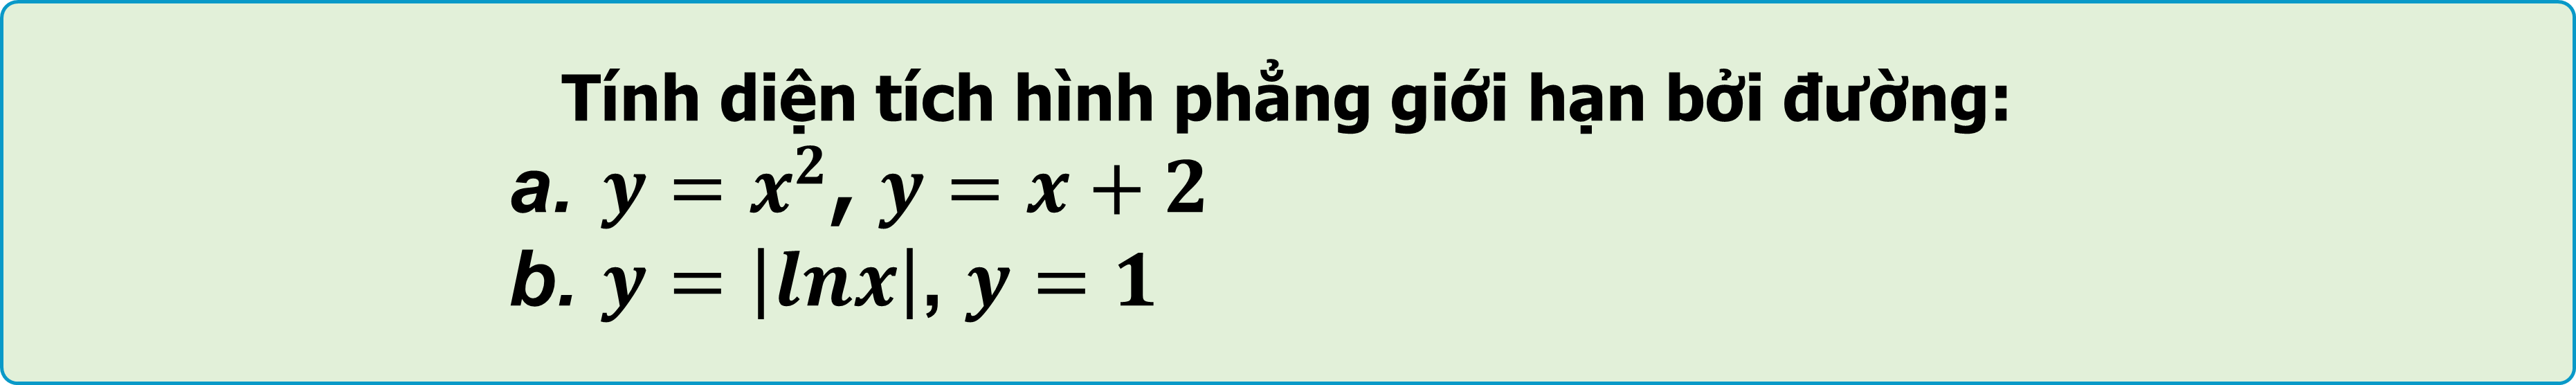 Tính diện tích hình phẳng giới hạn bởi đường:
a. y = x², y = x + 2
b. y = |lnx|, y = 1